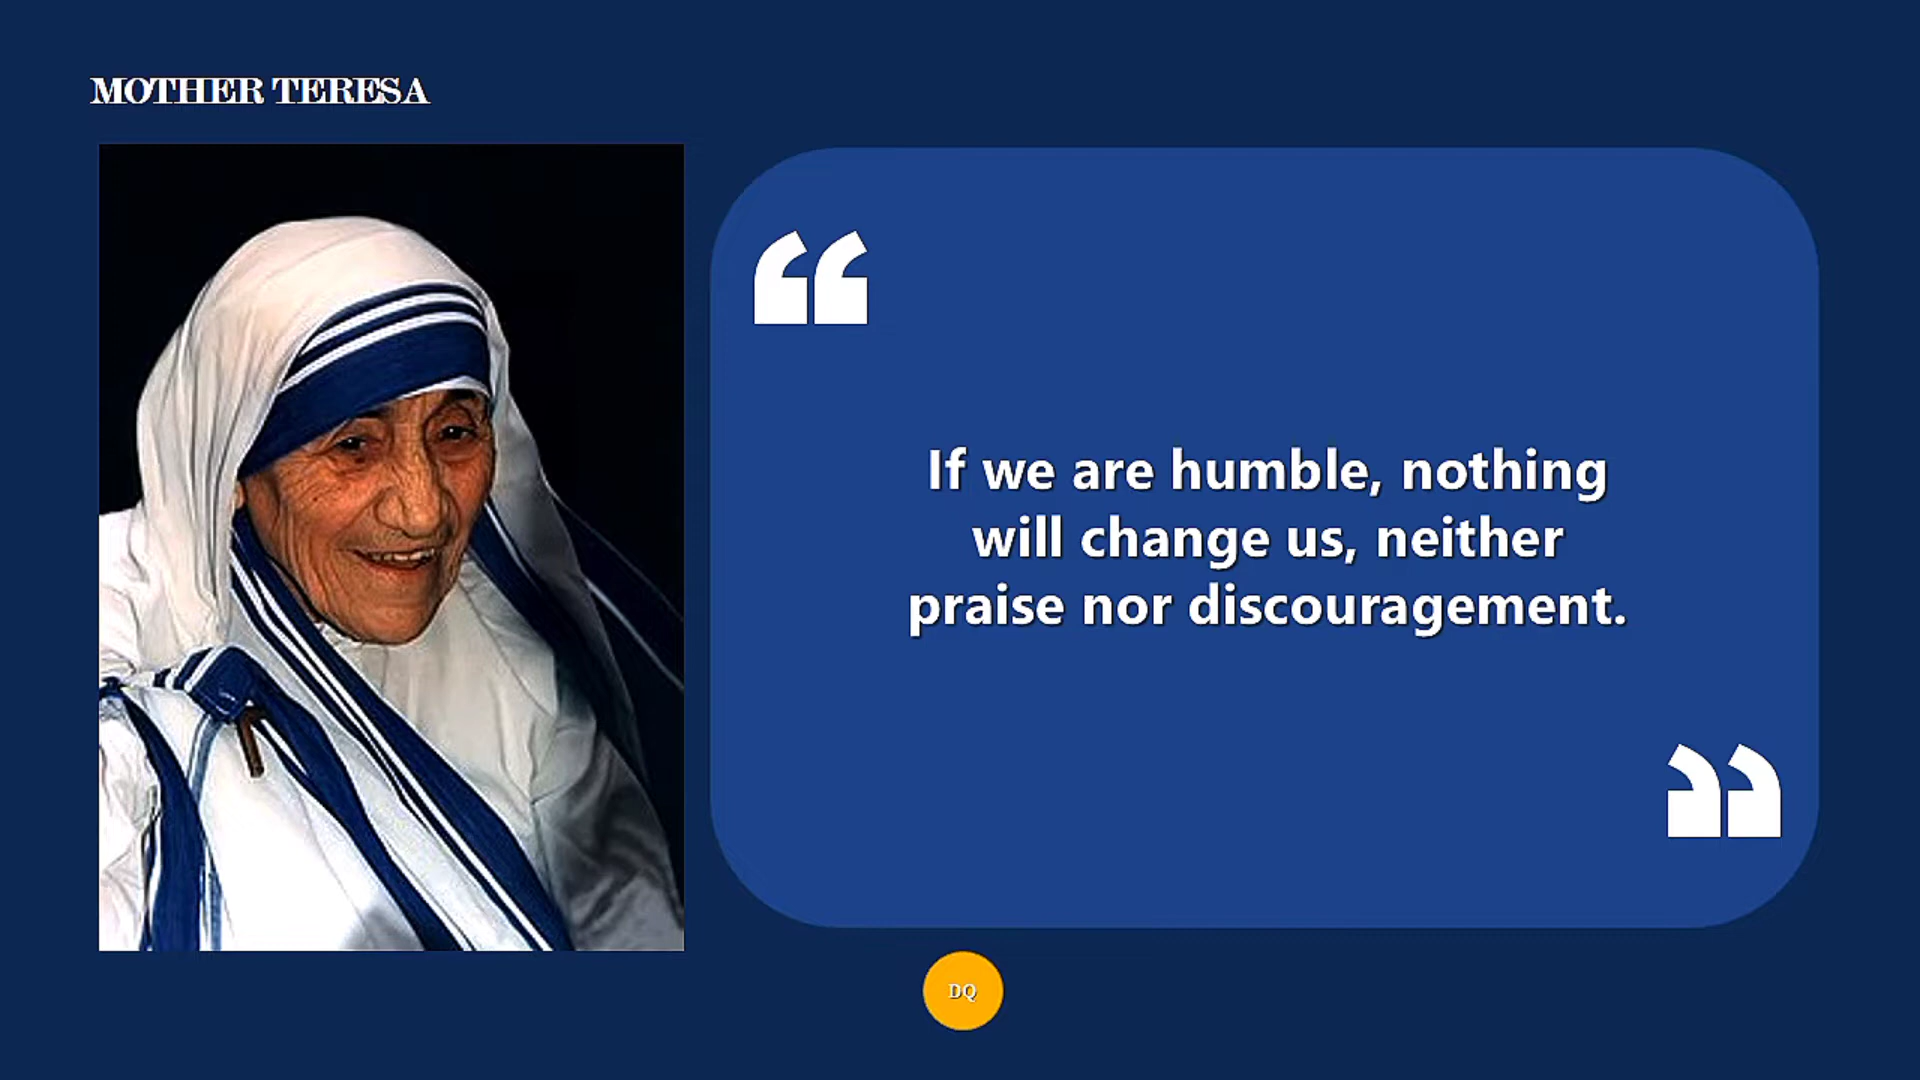 MOTHER TERESA
“
If we are humble, nothing
will change us, neither
praise nor discouragement.
”
DQ